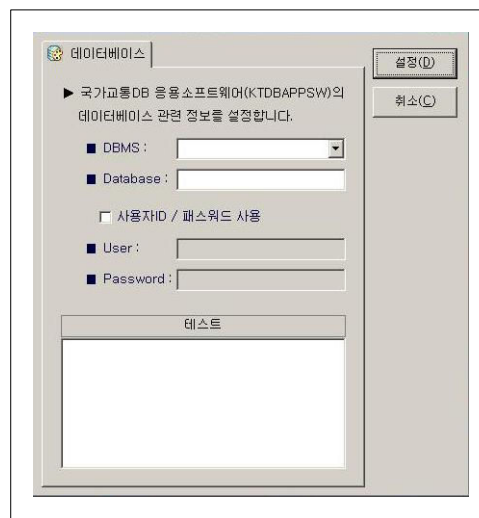 데이터베이스
설정(D)
취소(C)
▶ 국가교통DB 응용소프트웨어(KTDBAPPSW)의
데이터베이스 관련 정보를 설정합니다.
■ DBMS :
■ Database :
사용자ID / 패스워드 사용
■ User :
■ Password :
테스트